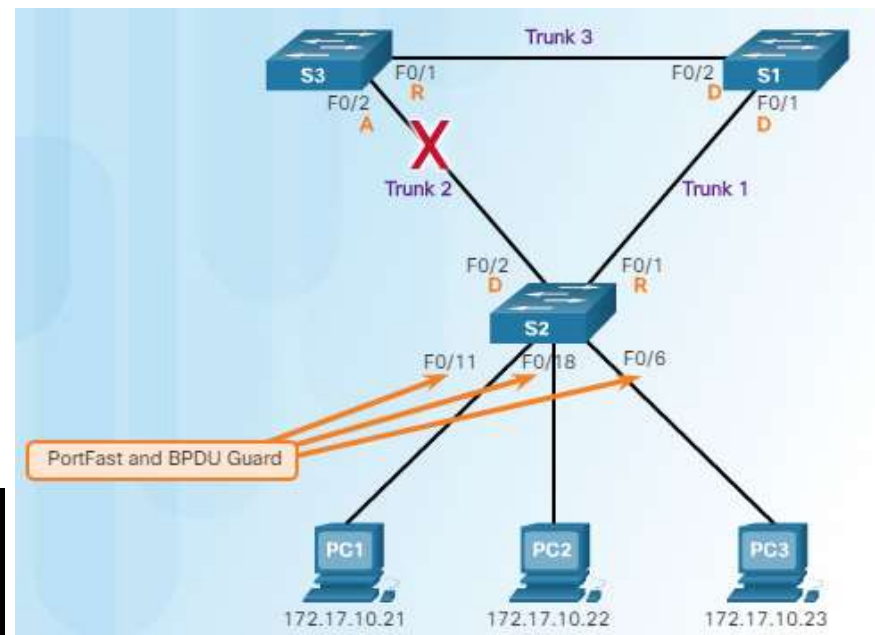 Trunk 3
S3
F0/1
R
F0/2
D
S1
F0/2
A
F0/1
D
Trunk 2
Trunk 1
F0/2
D
F0/1
R
S2
F0/11
F0/18
F0/6
PortFast and BPDU Guard
PC1
PC2
PC3
172.17.10.21
172.17.10.22
172.17.10.23